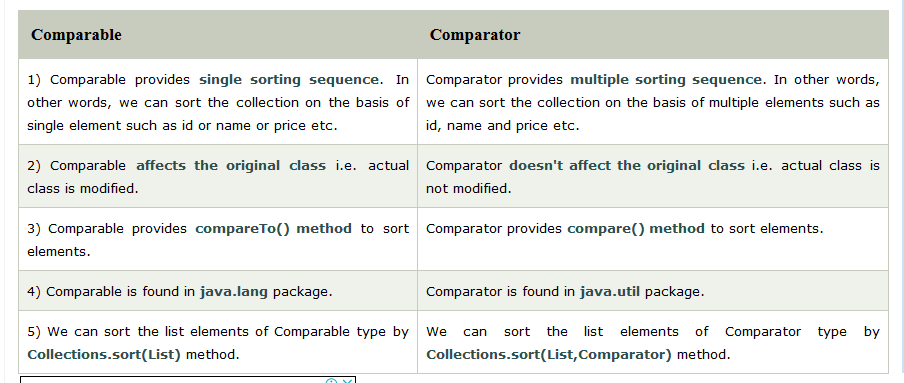 Comparable
Comparator
1) Comparable provides single sorting sequence. In
other words, we can sort the collection on the basis of
single element such as id or name or price etc.
Comparator provides multiple sorting sequence. In other words,
we can sort the collection on the basis of multiple elements such as
id, name and price etc.
2) Comparable affects the original class i.e. actual
class is modified.
Comparator doesn't affect the original class i.e. actual class is
not modified.
3) Comparable provides compareTo() method to sort
elements.
Comparator provides compare() method to sort elements.
4) Comparable is found in java.lang package.
Comparator is found in java.util package.
5) We can sort the list elements of Comparable type by
Collections.sort(List) method.
We can sort the list elements of Comparator type by
Collections.sort(List,Comparator) method.